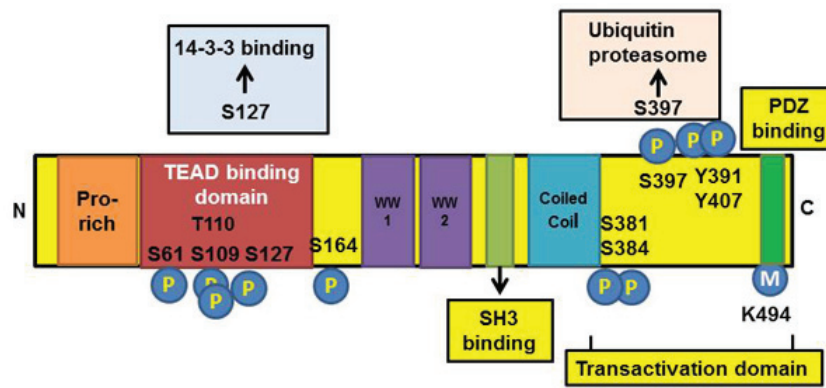 14-3-3 binding
S127
Ubiquitin
proteasome
S397
PDZ
binding
P P P
N
Pro-
rich
TEAD binding
domain
T110
S61 S109 S127
S164
WW
1
WW
2
Coiled
Coil
S381
S384
S397
Y391
Y407
C
P P P P P P P M
SH3
binding
K494
Transactivation domain